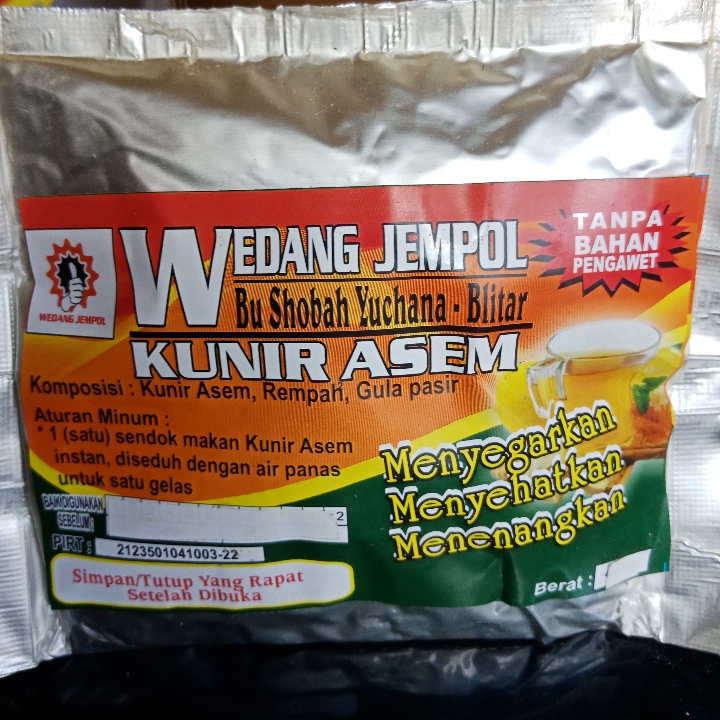 WEDANG JEMPOL
Bu Shobah Yuchana - Blitar
KUNIR ASEM
TANPA
BAHAN
PENGAWET
WEDANG JEMPOL
Komposisi : Kunir Asem, Rempah, Gula pasir
Aturan Minum :
* 1 (satu) sendok makan Kunir Asem
instan, diseduh dengan air panas
untuk satu gelas
Menyegarkan
Menyehatkan
Menenangkan
BAIK DIGUNAKAN
SEBELUM :
2
PIRT : 2123501041003-22
Simpan/Tutup Yang Rapat
Setelah Dibuka
Berat :